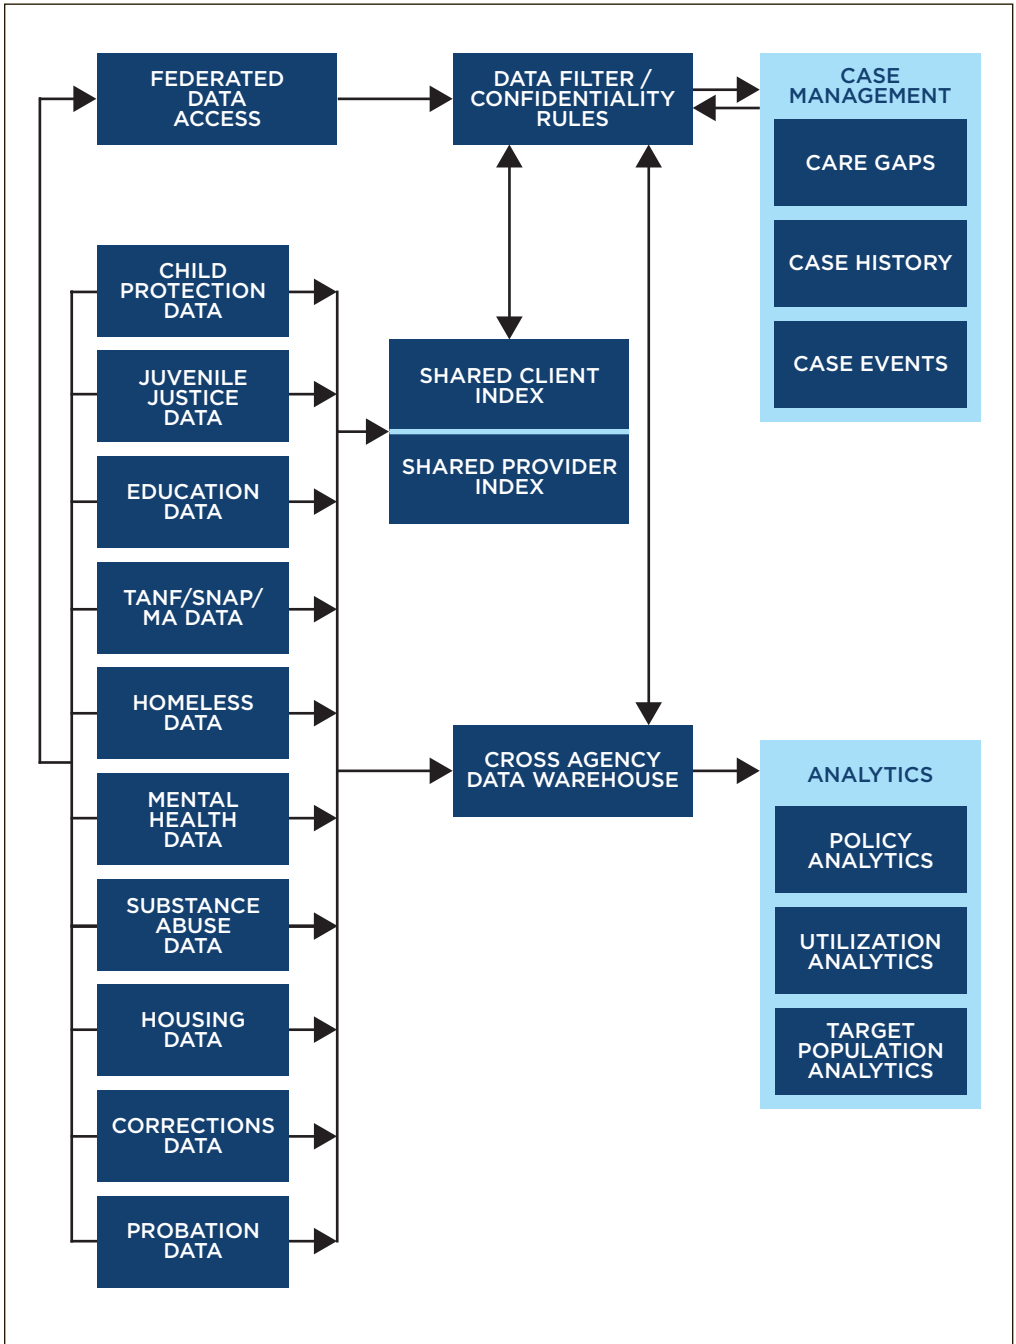 FEDERATED
DATA
ACCESS
DATA FILTER /
CONFIDENTIALITY
RULES
CASE
MANAGEMENT
CARE GAPS
CASE HISTORY
CASE EVENTS
CHILD
PROTECTION
DATA
JUVENILE
JUSTICE
DATA
EDUCATION
DATA
TANF/SNAP/
MA DATA
HOMELESS
DATA
MENTAL
HEALTH
DATA
SUBSTANCE
ABUSE
DATA
HOUSING
DATA
CORRECTIONS
DATA
PROBATION
DATA
SHARED CLIENT
INDEX
SHARED PROVIDER
INDEX
CROSS AGENCY
DATA WAREHOUSE
ANALYTICS
POLICY
ANALYTICS
UTILIZATION
ANALYTICS
TARGET
POPULATION
ANALYTICS